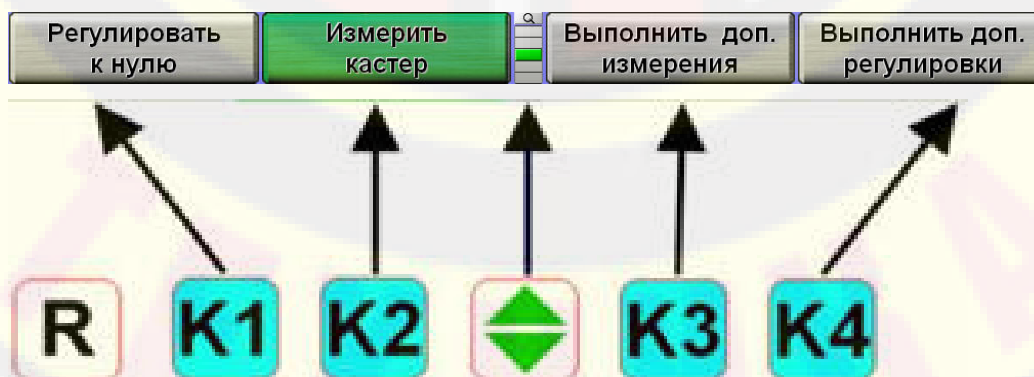 Регулировать
к нулю
Измерить
кастер
Выполнить доп.
измерения
Выполнить доп.
регулировки
R K1 K2 K3 K4